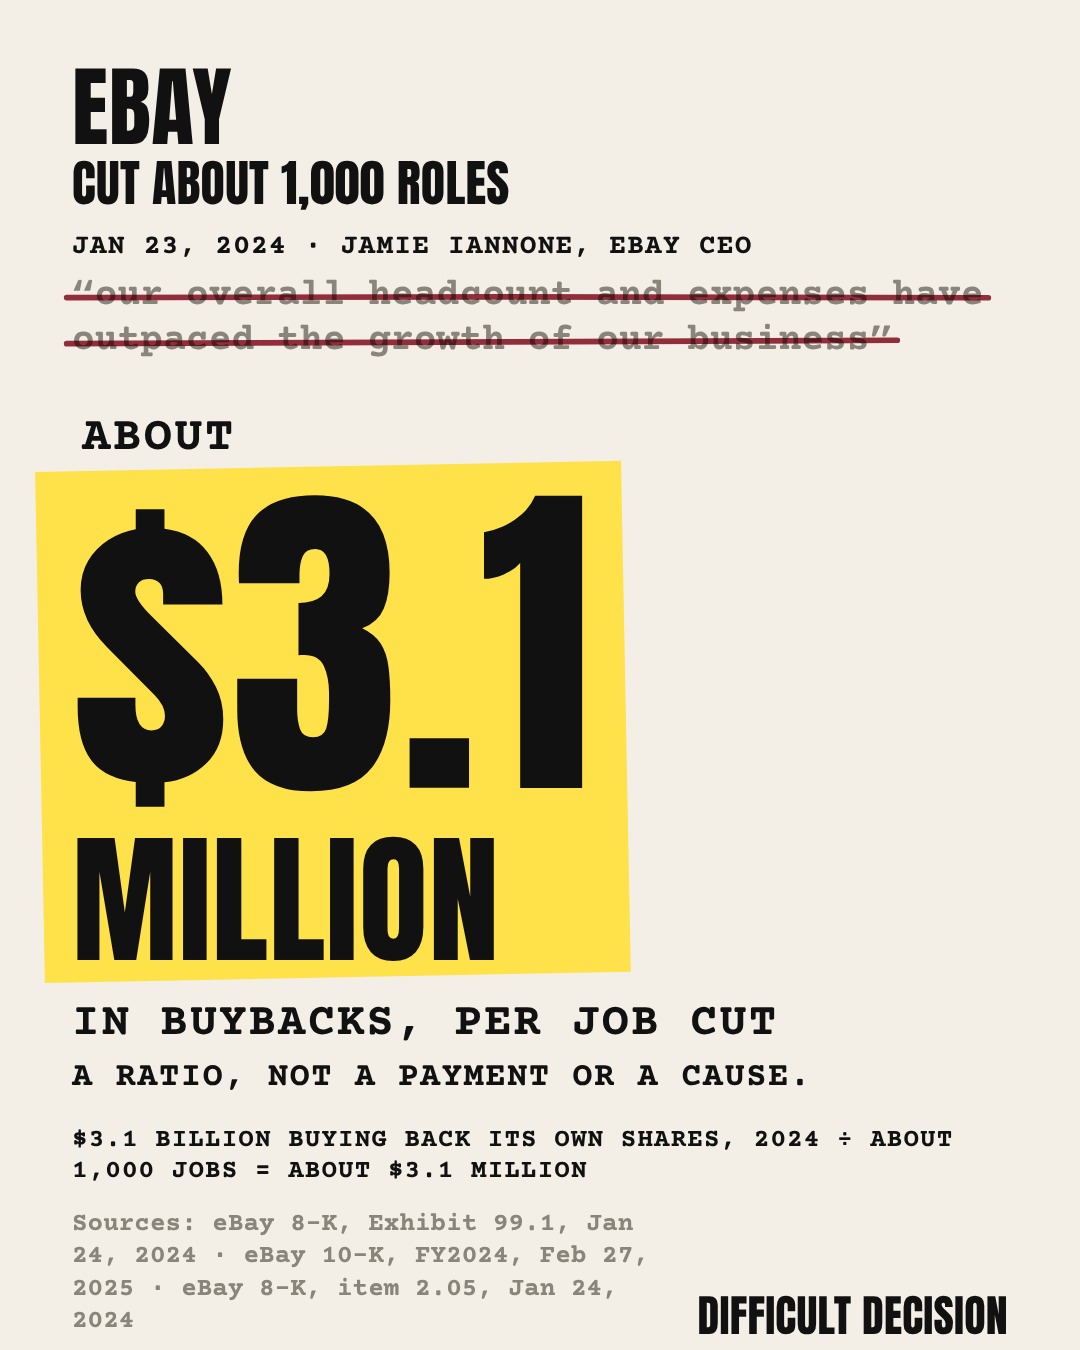 EBAY
CUT ABOUT 1,000 ROLES
JAN 23, 2024 · JAMIE IANNONE, EBAY CEO
“our overall headcount and expenses have
outpaced the growth of our business”
ABOUT
$3.1
MILLION
IN BUYBACKS, PER JOB CUT
A RATIO, NOT A PAYMENT OR A CAUSE.
$3.1 BILLION BUYING BACK ITS OWN SHARES, 2024 ÷ ABOUT
1,000 JOBS = ABOUT $3.1 MILLION
Sources: eBay 8-K, Exhibit 99.1, Jan
24, 2024 · eBay 10-K, FY2024, Feb 27,
2025 · eBay 8-K, item 2.05, Jan 24,
2024
DIFFICULT DECISION